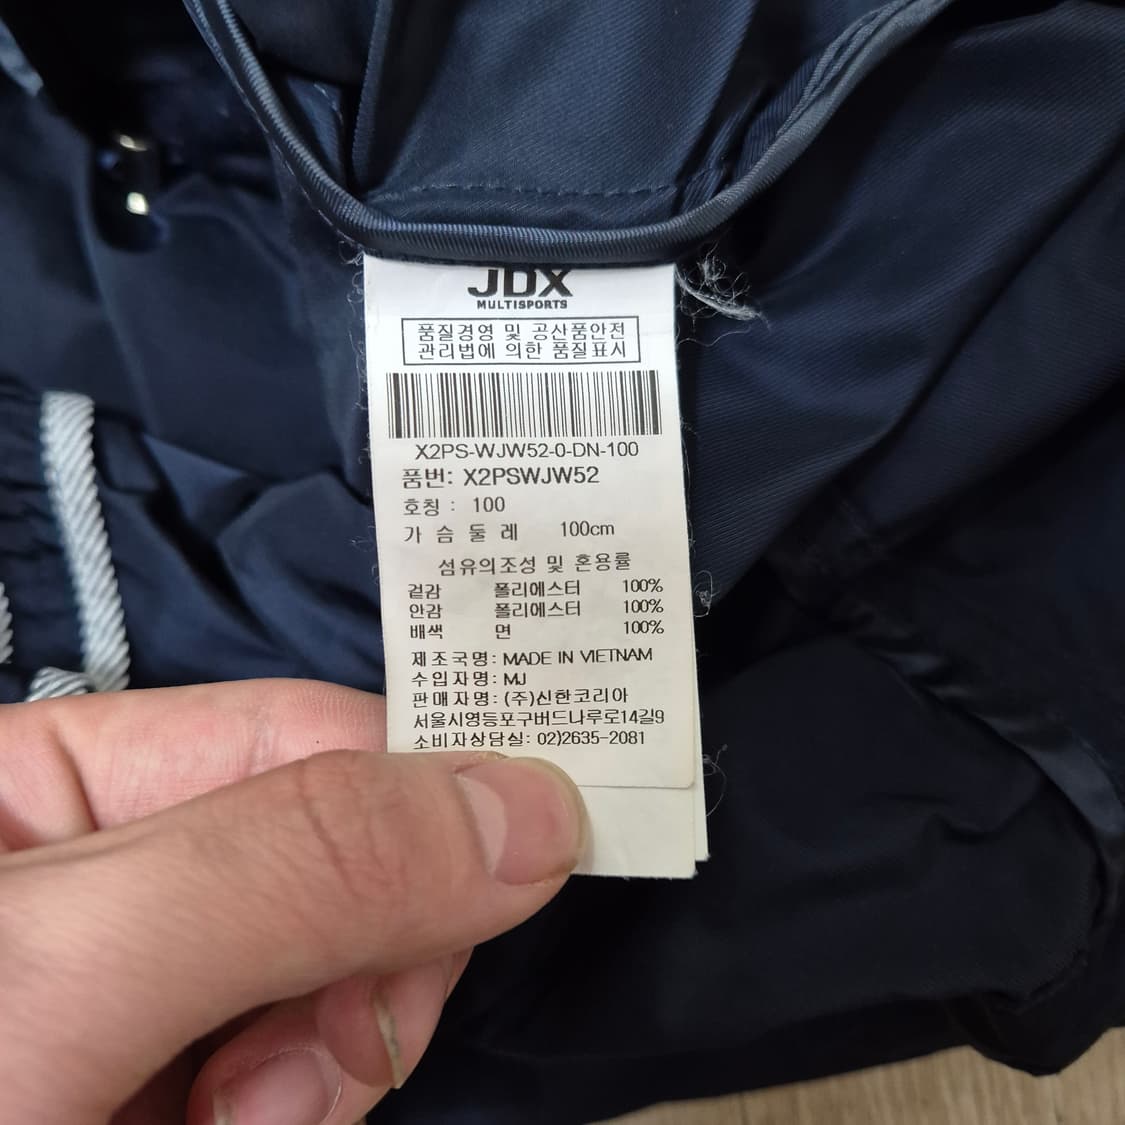 JDX
MULTISPORTS
품질경영 및 공산품안전
관리법에 의한 품질표시
X2PS-WJW52-0-DN-100
품번: X2PSWJW52
호칭 : 100
가 슴 둘 레 100cm
섬유의조성 및 혼용률
겉감 폴리에스터 100%
안감 폴리에스터 100%
배색 면 100%
제조국명: MADE IN VIETNAM
수입자명: MJ
판매자명: (주)신한코리아
서울시영등포구버드나루로14길9
소비자상담실: 02)2635-2081